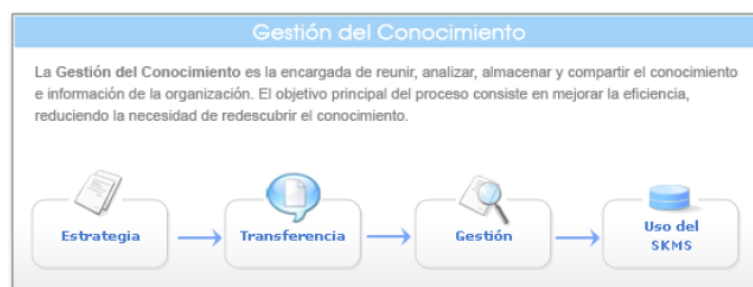 Gestión del Conocimiento
La Gestión del Conocimiento es la encargada de reunir, analizar, almacenar y compartir el conocimiento
e información de la organización. El objetivo principal del proceso consiste en mejorar la eficiencia,
reduciendo la necesidad de redescubrir el conocimiento.
Estrategia
Transferencia
Gestión
Uso del
SKMS